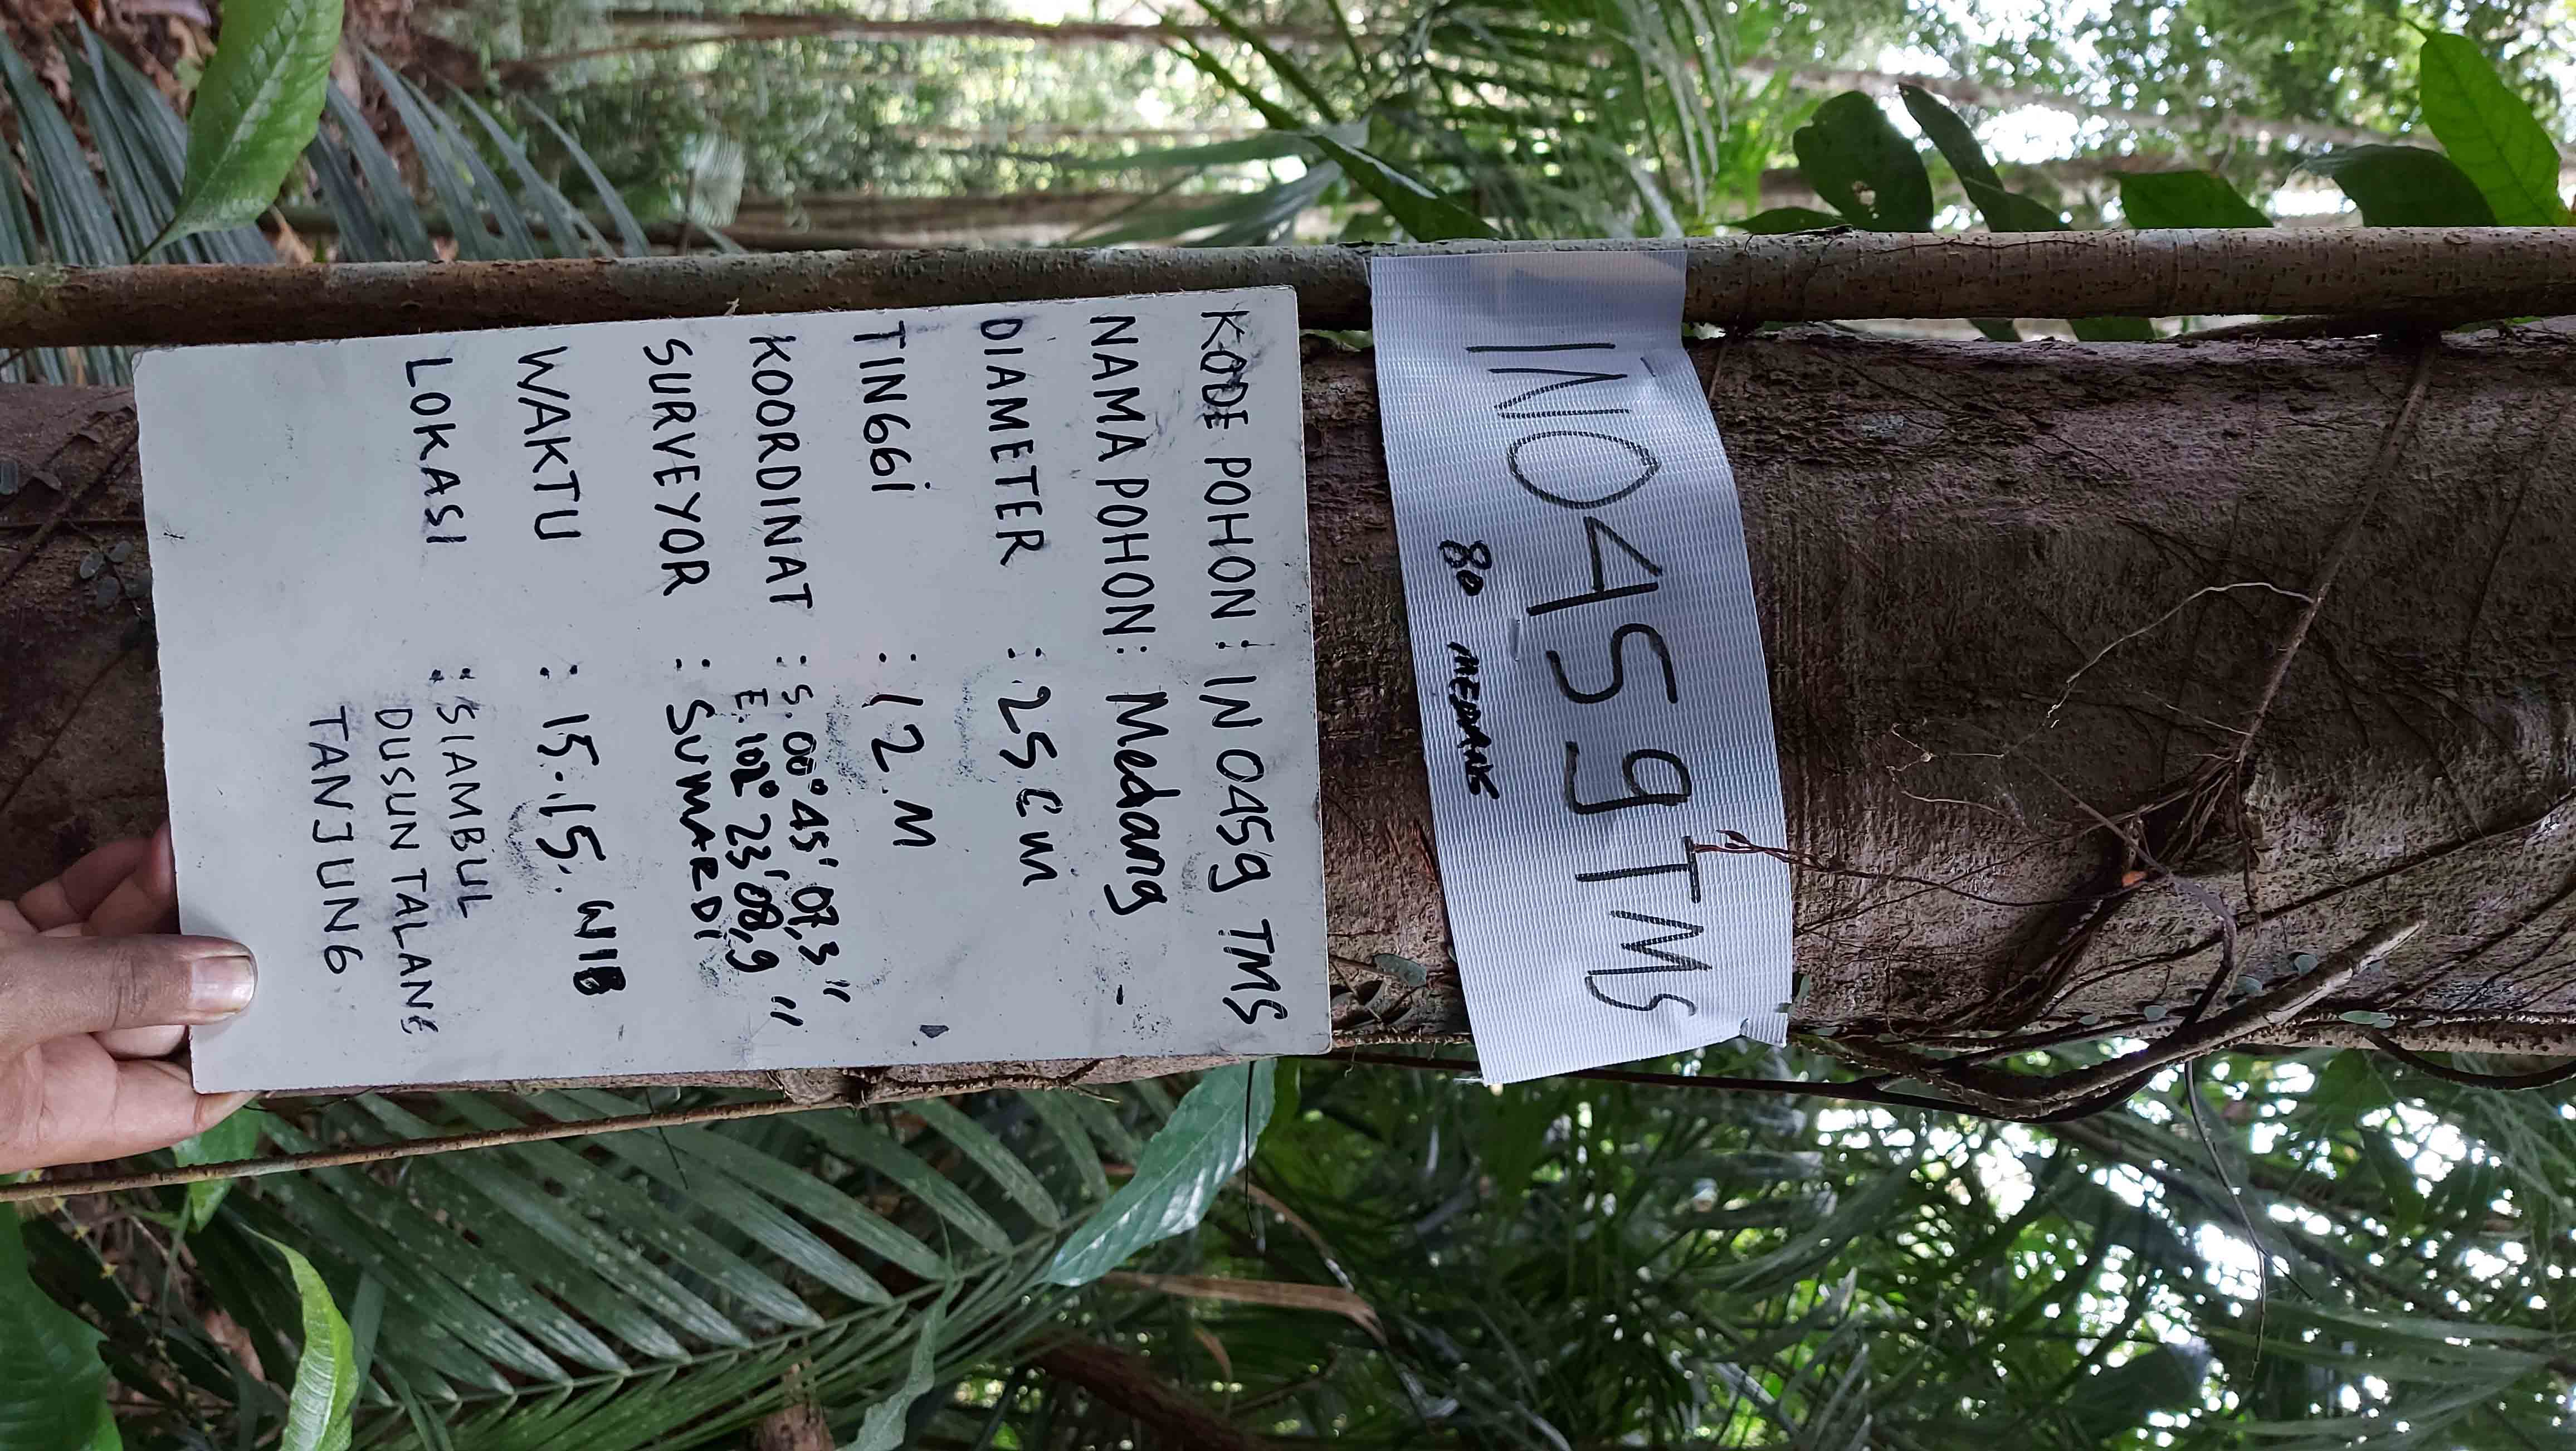 IN0459TMS
80 MEDANG
KODE POHON : IN 0459 TMS
NAMA POHON : Medang
DIAMETER : 25 cm
TINGGi : 12 M
KOORDINAT : S. 00° 45' 07,3"
E. 102° 23' 08,9"
SURVEYOR : SUMARDi
WAKTU : 15.15. WIB
LOKASI : SIAMBUL
DUSUN TALANG
TANJUNG